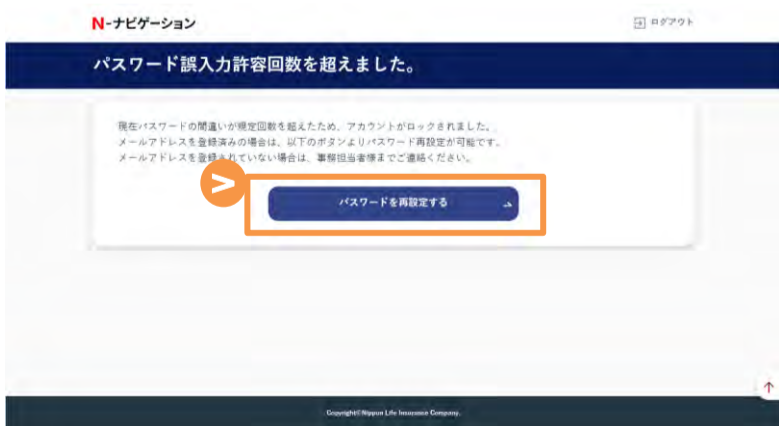 N-ナビゲーション
ログアウト
パスワード誤入力許容回数を超えました。
現在パスワードの間違いが規定回数を超えたため、アカウントがロックされました。
メールアドレスを登録済みの場合は、以下のボタンよりパスワード再設定が可能です。
メールアドレスを登録されていない場合は、事務担当者様までご連絡ください。
パスワードを再設定する
Copyright©Nippon Life Insurance Company.